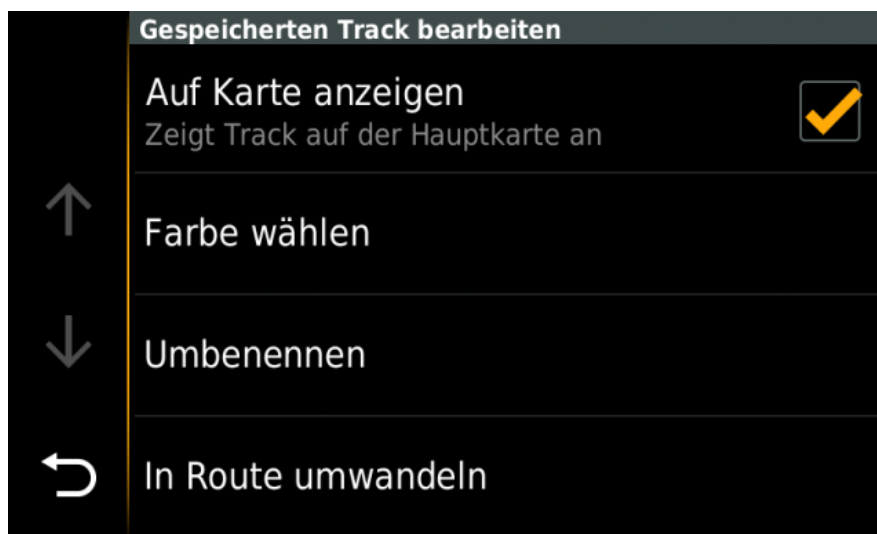 Gespeicherten Track bearbeiten
Auf Karte anzeigen
Zeigt Track auf der Hauptkarte an
Farbe wählen
Umbenennen
In Route umwandeln